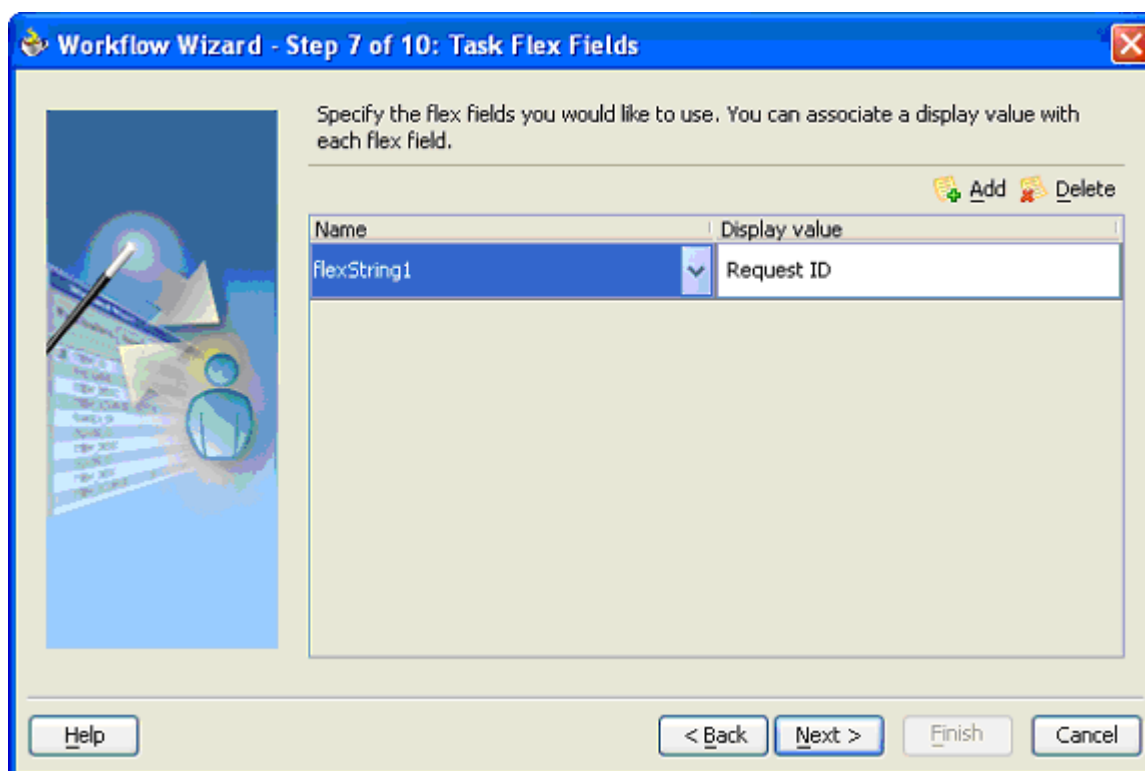 Workflow Wizard - Step 7 of 10: Task Flex Fields
Specify the flex fields you would like to use. You can associate a display value with
each flex field.
Add Delete
Name Display value
flexString1 Request ID
Help < Back Next > Finish Cancel